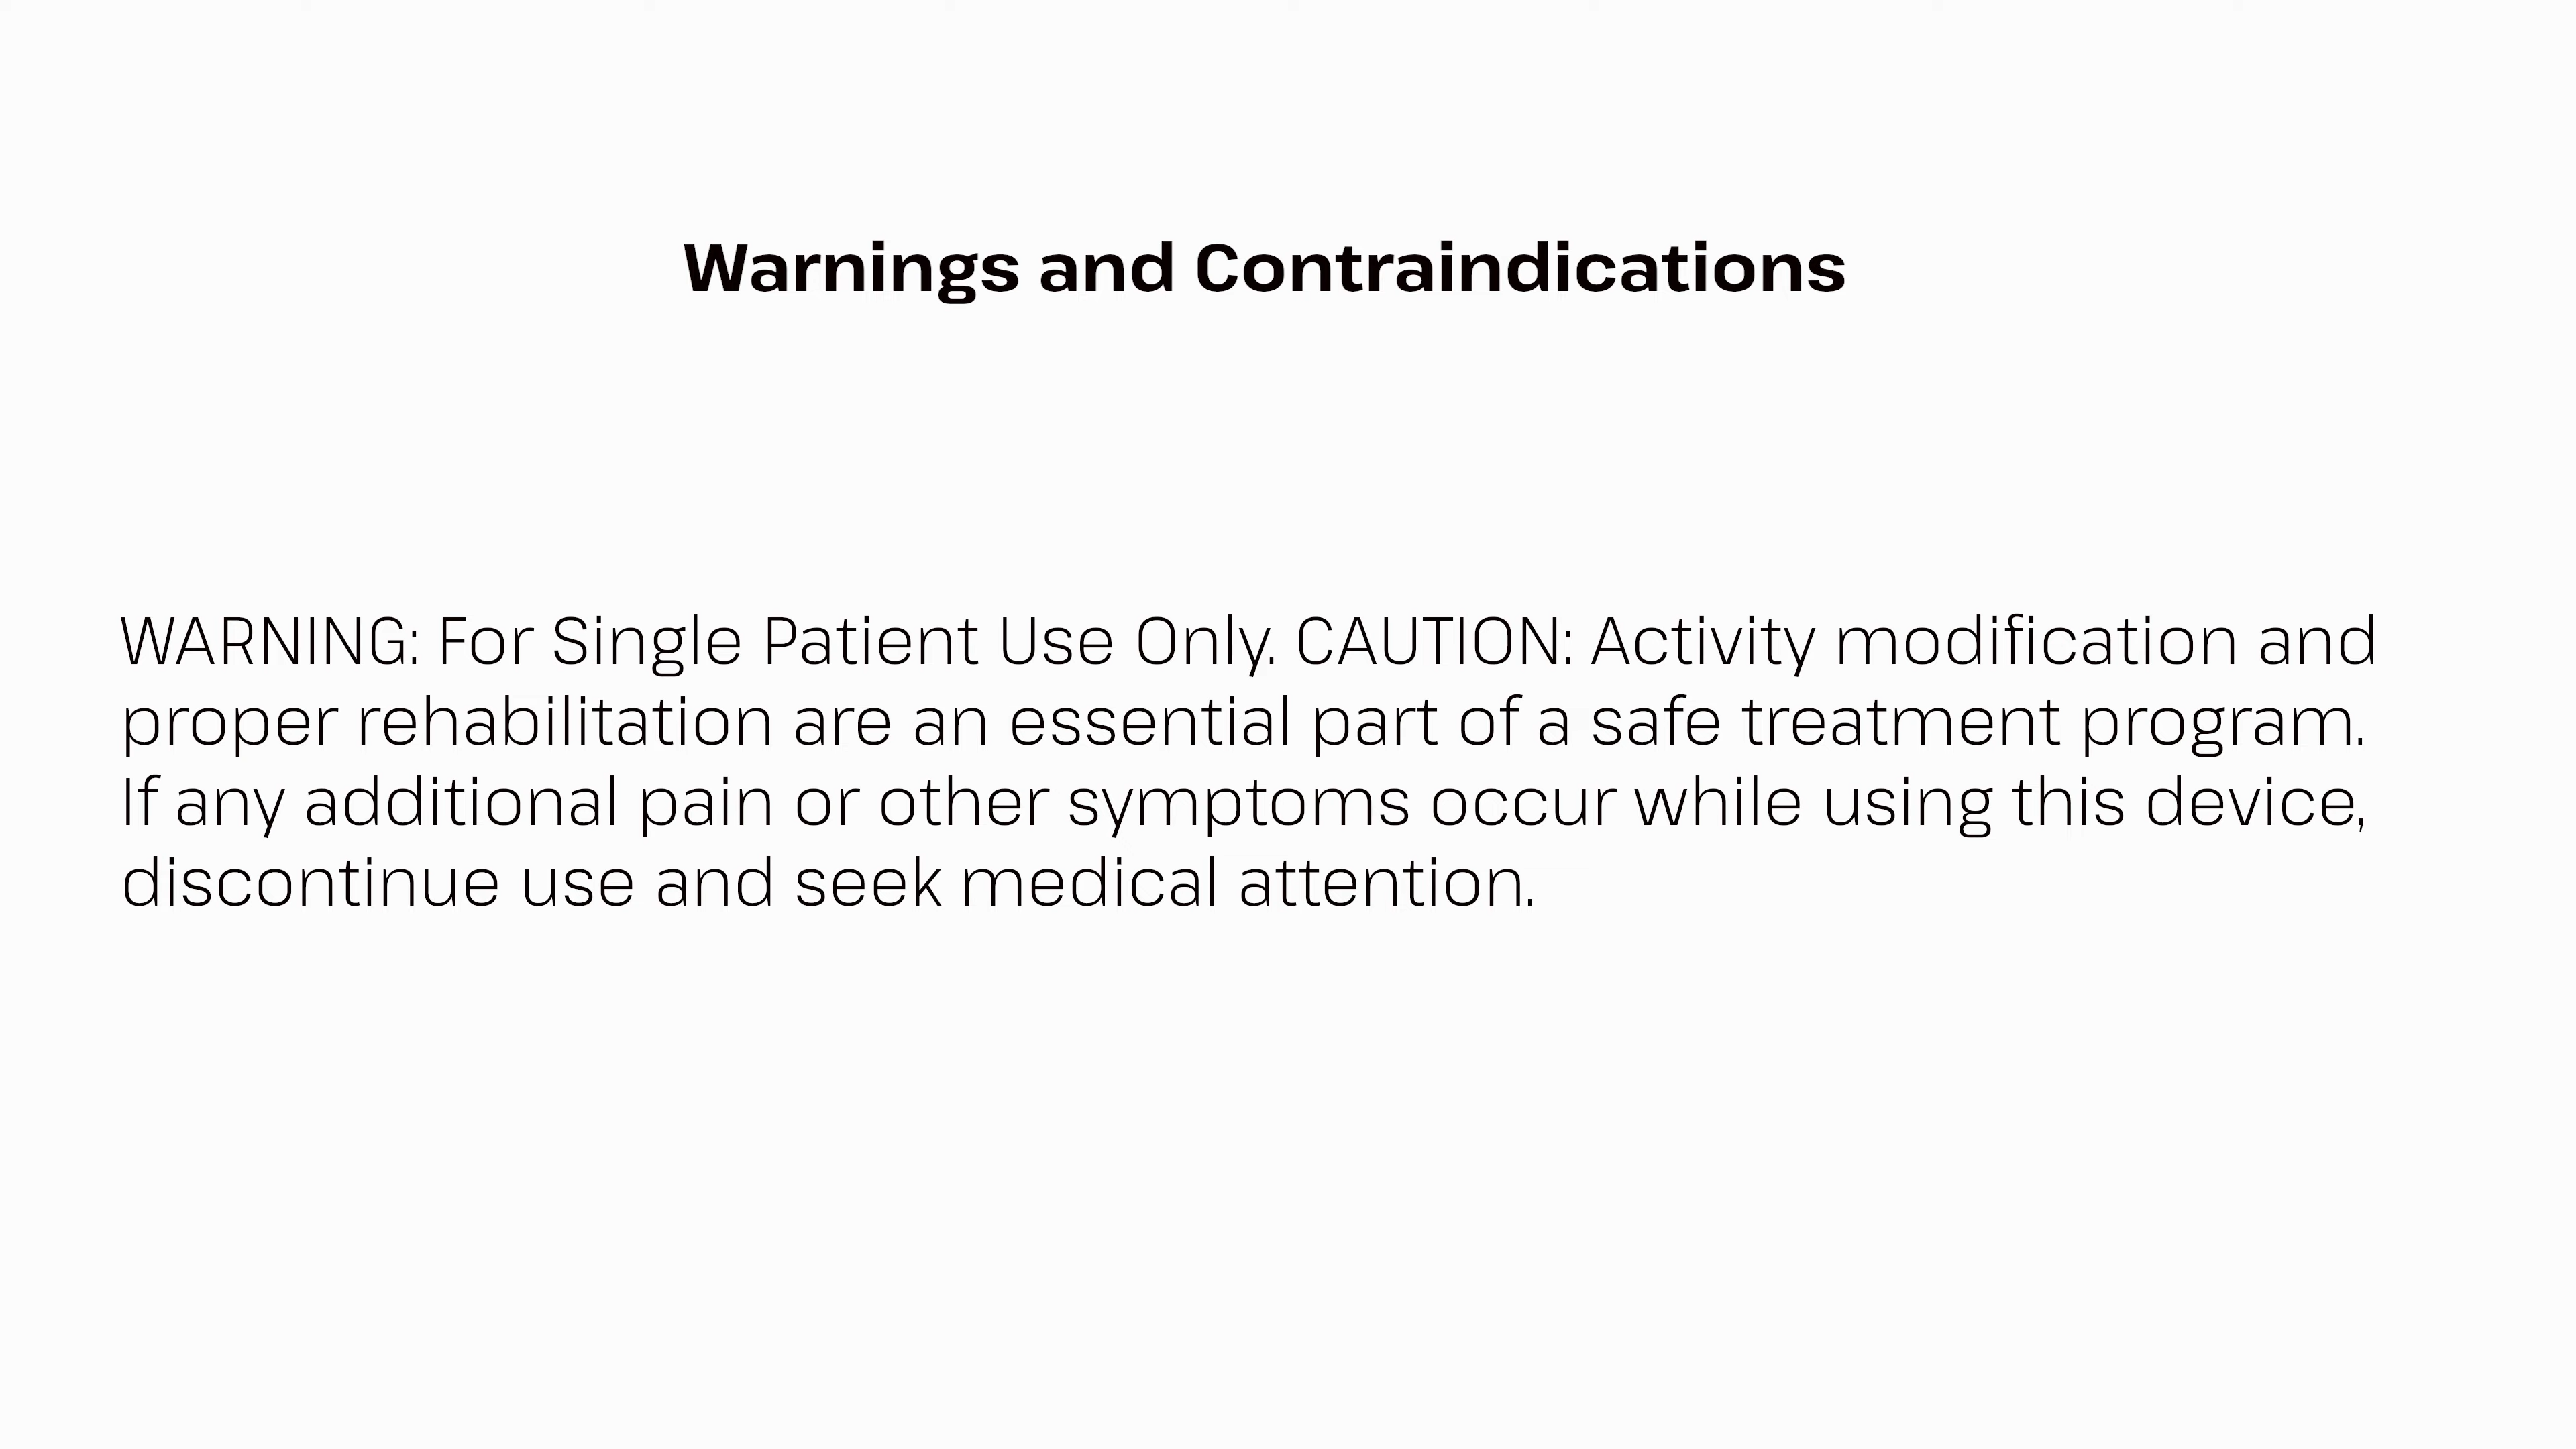 Warnings and Contraindications
WARNING: For Single Patient Use Only. CAUTION: Activity modification and
proper rehabilitation are an essential part of a safe treatment program.
If any additional pain or other symptoms occur while using this device,
discontinue use and seek medical attention.